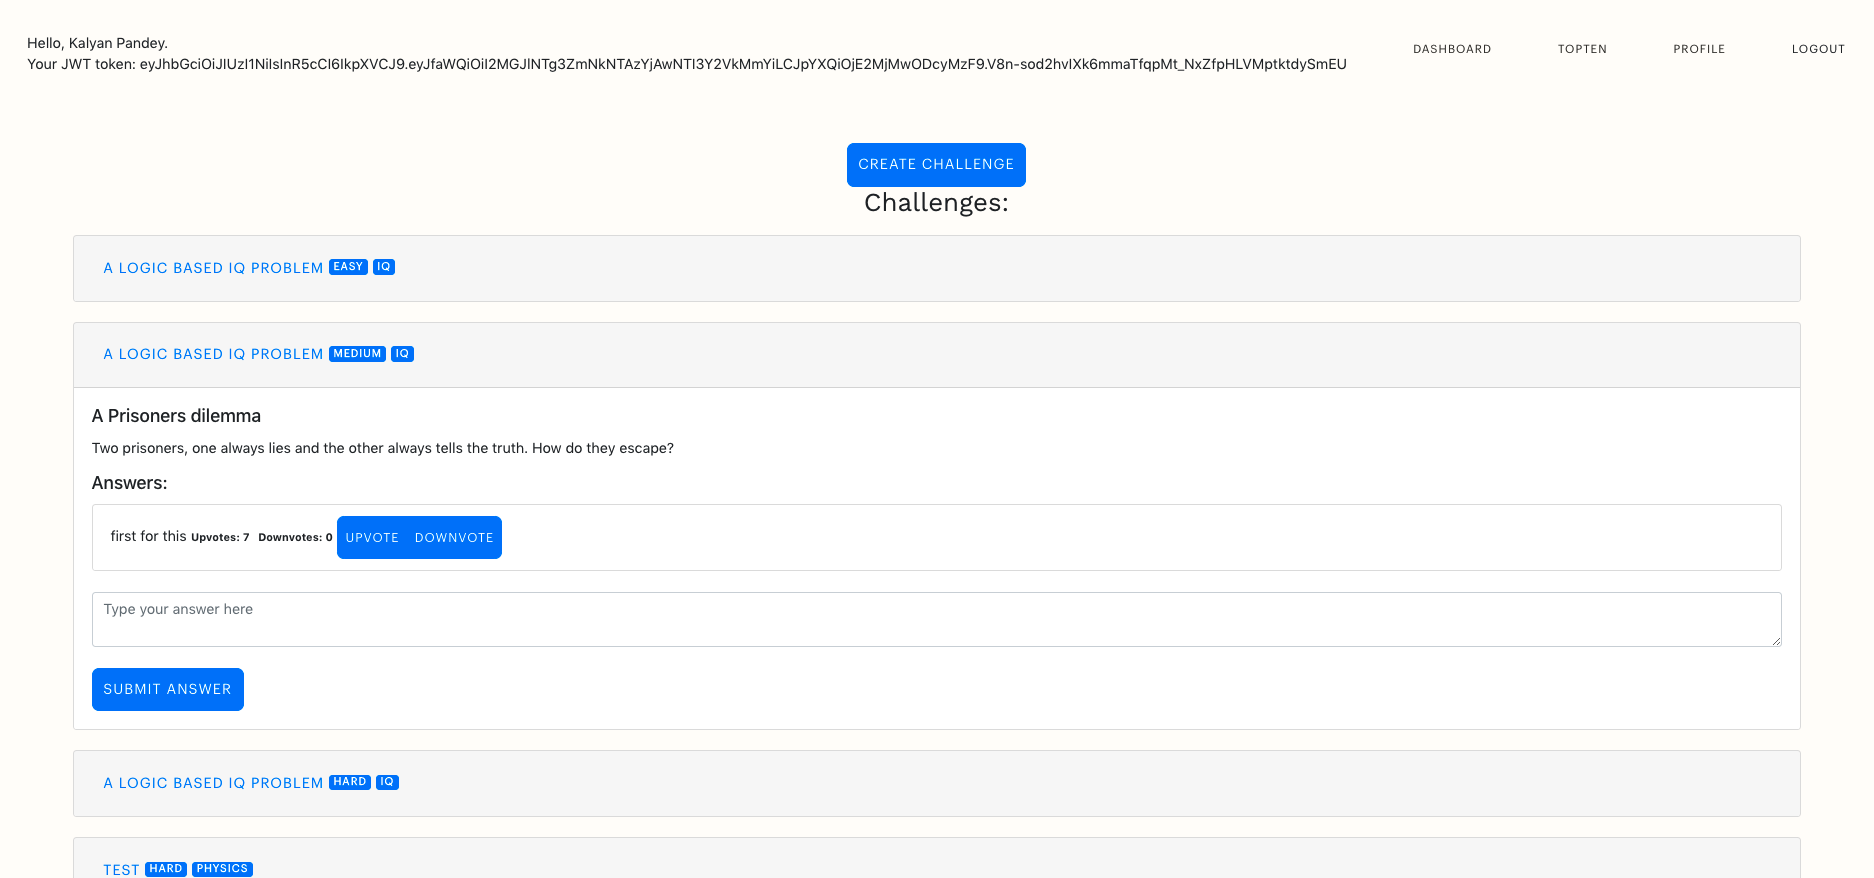 Hello, Kalyan Pandey.
Your JWT token: eyJhbGciOiJIUzI1NiIsInR5cCI6IkpXVCJ9.eyJfaWQiOiI2MGJlNTg3ZmNkNTAzYjAwNTI3Y2VkMmYiLCJpYXQiOjE2MjMwODcyMzF9.V8n-sod2hvIXk6mmaTfqpMt_NxZfpHLVMptktdySmEU
DASHBOARD TOPTEN PROFILE LOGOUT
CREATE CHALLENGE
Challenges:
A LOGIC BASED IQ PROBLEM EASY IQ
A LOGIC BASED IQ PROBLEM MEDIUM IQ
A Prisoners dilemma
Two prisoners, one always lies and the other always tells the truth. How do they escape?
Answers:
first for this Upvotes: 7 Downvotes: 0 UPVOTE DOWNVOTE
Type your answer here
SUBMIT ANSWER
A LOGIC BASED IQ PROBLEM HARD IQ
TEST HARD PHYSICS